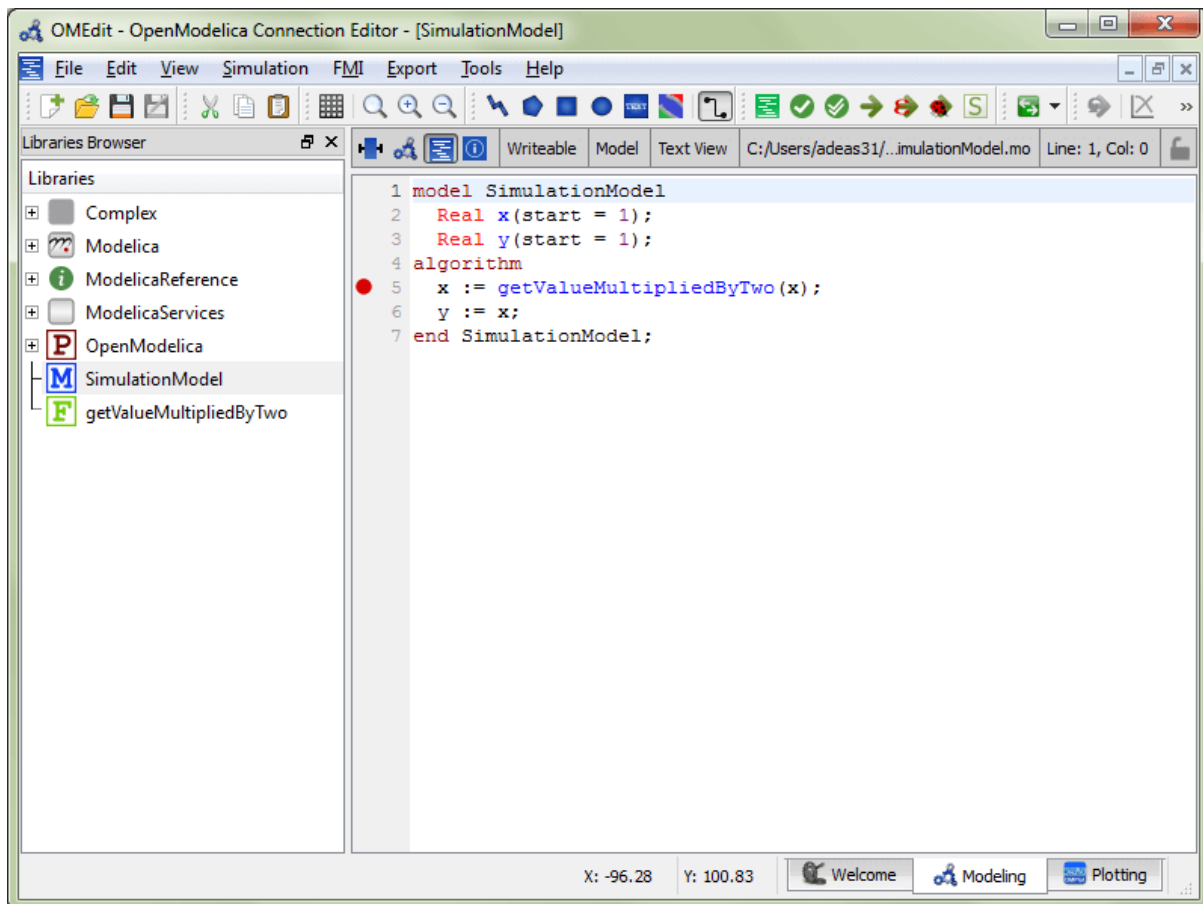 OMEdit - OpenModelica Connection Editor - [SimulationModel]
File Edit View Simulation FMI Export Tools Help
TEXT
S
Libraries Browser
Writeable Model Text View C:/Users/adeas31/...imulationModel.mo Line: 1, Col: 0
Libraries
Complex
Modelica
ModelicaReference
ModelicaServices
P OpenModelica
M SimulationModel
F getValueMultipliedByTwo
1 model SimulationModel
2 Real x(start = 1);
3 Real y(start = 1);
4 algorithm
5 x := getValueMultipliedByTwo(x);
6 y := x;
7 end SimulationModel;
X: -96.28 Y: 100.83 Welcome Modeling Plotting